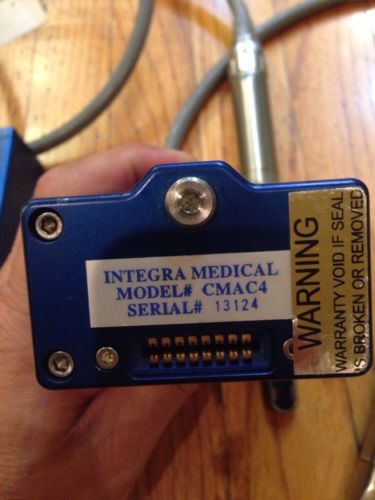 INTEGRA MEDICAL
MODEL# CMAC4
SERIAL# 13124
WARNING
WARRANTY VOID IF SEAL
IS BROKEN OR REMOVED